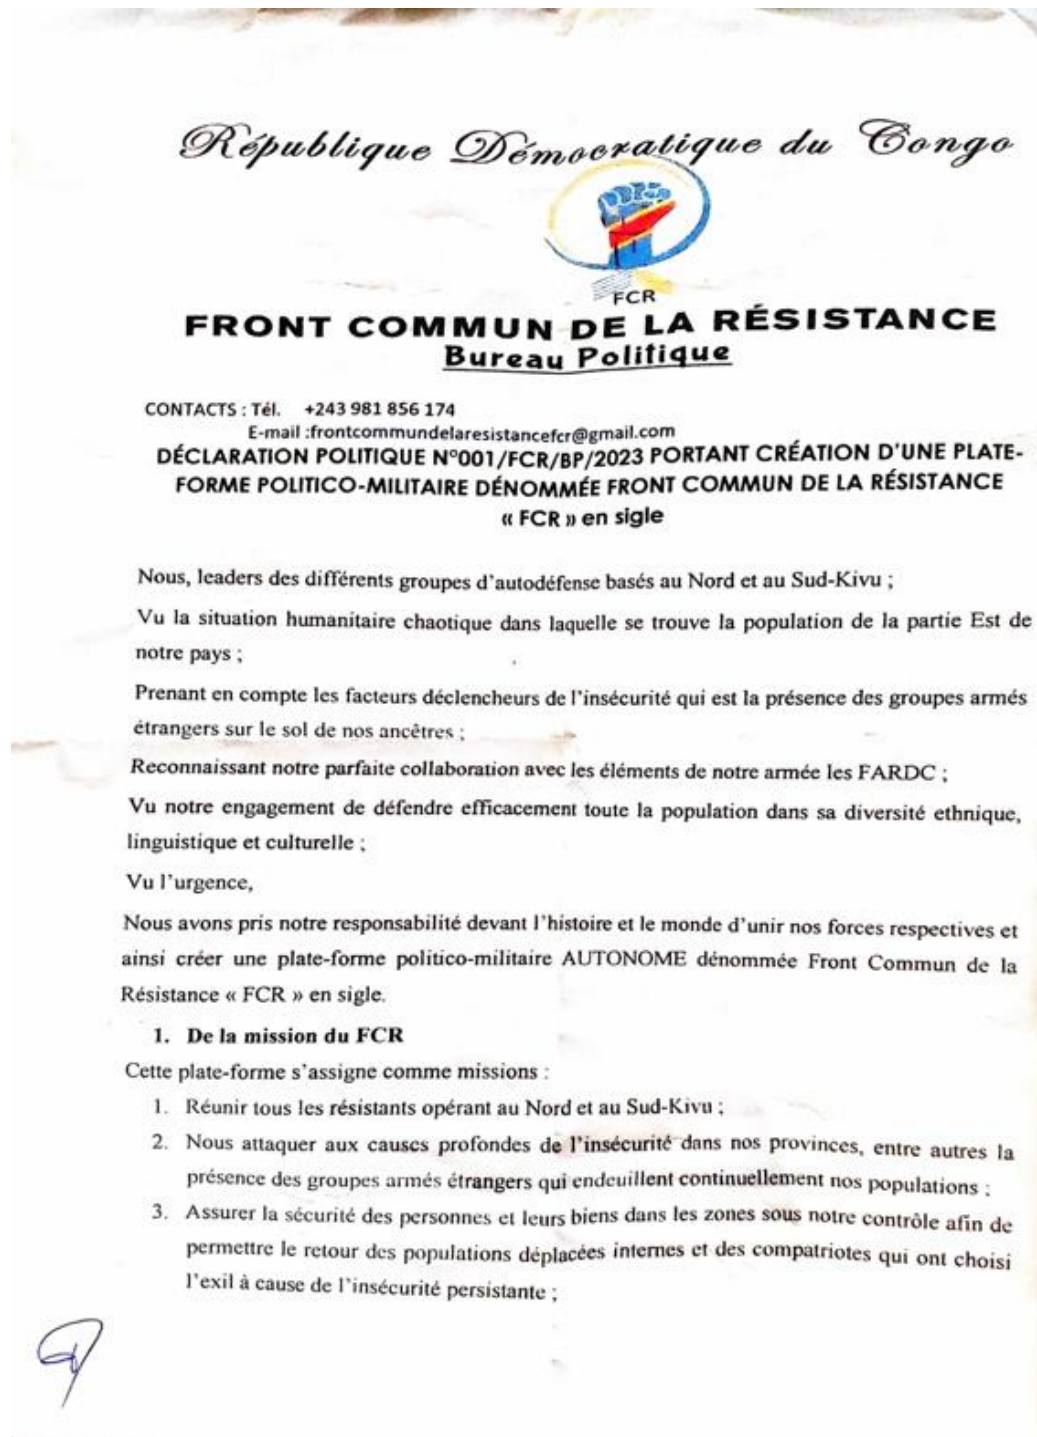 République Démocratique du Congo
FCR
FRONT COMMUN DE LA RÉSISTANCE
Bureau Politique
CONTACTS : Tél. +243 981 856 174
E-mail :frontcommundelaresistancefcr@gmail.com
DÉCLARATION POLITIQUE N°001/FCR/BP/2023 PORTANT CRÉATION D'UNE PLATE-
FORME POLITICO-MILITAIRE DÉNOMMÉE FRONT COMMUN DE LA RÉSISTANCE
« FCR » en sigle
Nous, leaders des différents groupes d'autodéfense basés au Nord et au Sud-Kivu ;
Vu la situation humanitaire chaotique dans laquelle se trouve la population de la partie Est de
notre pays ;
Prenant en compte les facteurs déclencheurs de l'insécurité qui est la présence des groupes armés
étrangers sur le sol de nos ancêtres ;
Reconnaissant notre parfaite collaboration avec les éléments de notre armée les FARDC ;
Vu notre engagement de défendre efficacement toute la population dans sa diversité ethnique,
linguistique et culturelle ;
Vu l'urgence,
Nous avons pris notre responsabilité devant l'histoire et le monde d'unir nos forces respectives et
ainsi créer une plate-forme politico-militaire AUTONOME dénommée Front Commun de la
Résistance « FCR » en sigle.
1. De la mission du FCR
Cette plate-forme s'assigne comme missions :
1. Réunir tous les résistants opérant au Nord et au Sud-Kivu ;
2. Nous attaquer aux causes profondes de l'insécurité dans nos provinces, entre autres la
présence des groupes armés étrangers qui endeuillent continuellement nos populations ;
3. Assurer la sécurité des personnes et leurs biens dans les zones sous notre contrôle afin de
permettre le retour des populations déplacées internes et des compatriotes qui ont choisi
l'exil à cause de l'insécurité persistante ;